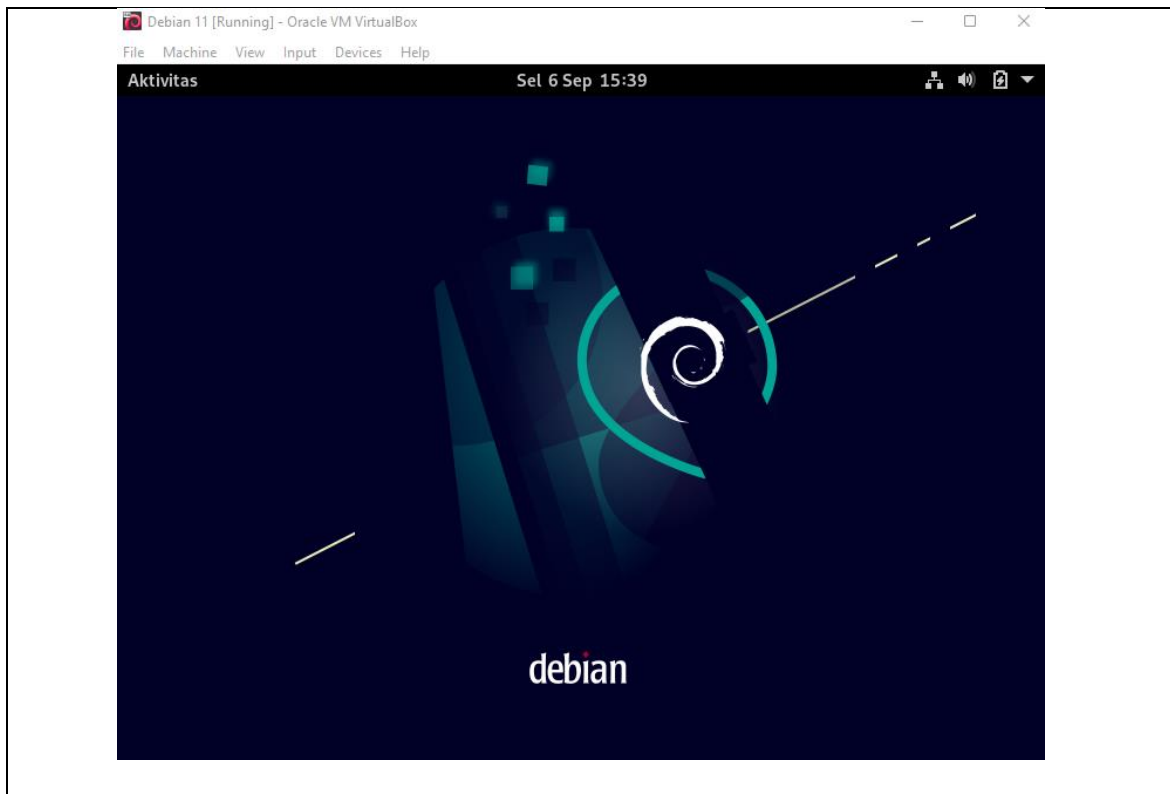 Debian 11 [Running] - Oracle VM VirtualBox
File Machine View Input Devices Help
Aktivitas Sel 6 Sep 15:39
debian